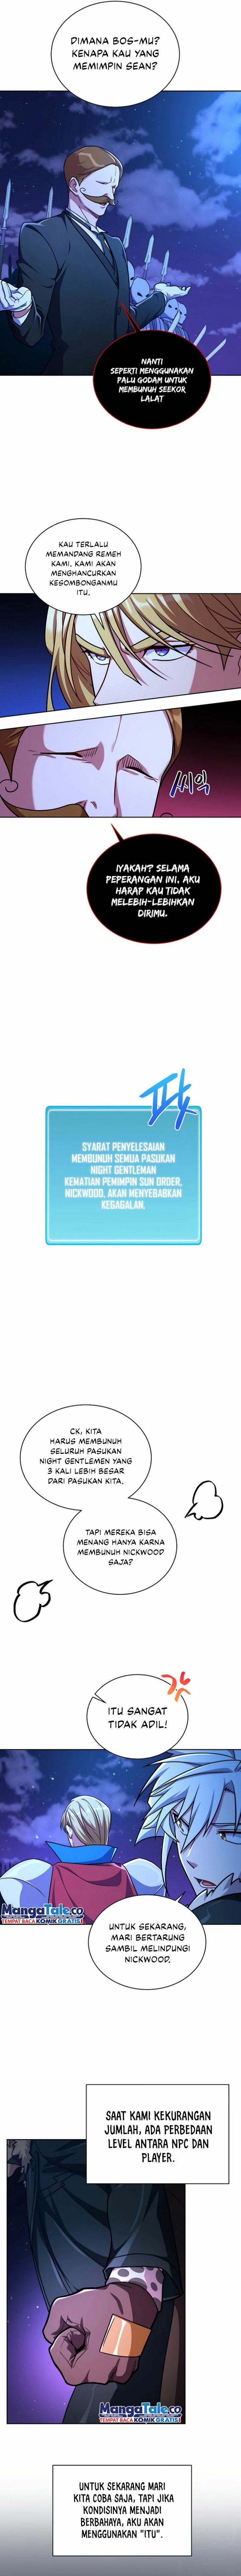 DIMANA BOS-MU?
KENAPA KAU YANG
MEMIMPIN SEAN?
NANTI
SEPERTI MENGGUNAKAN
PALU GODAM UNTUK
MEMBUNUH SEEKOR
LALAT
KAU TERLALU
MEMANDANG REMEH
KAMI. KAMI AKAN
MENGHANCURKAN
KESOMBONGANMU
ITU.
씨익
IYAKAH? SELAMA
PEPERANGAN INI. AKU
HARAP KAU TIDAK
MELEBIH-LEBIHKAN
DIRIMU.
SYARAT PENYELESAIAN
MEMBUNUH SEMUA PASUKAN
NIGHT GENTLEMAN
KEMATIAN PEMIMPIN SUN ORDER,
NICKWOOD. AKAN MENYEBABKAN
KEGAGALAN.
CK, KITA
HARUS MEMBUNUH
SELURUH PASUKAN
NIGHT GENTLEMEN YANG
3 KALI LEBIH BESAR
DARI PASUKAN KITA.
TAPI MEREKA BISA
MENANG HANYA KARNA
MEMBUNUH NICKWOOD
SAJA?
ITU SANGAT
TIDAK ADIL!
MangaTale.co
TEMPAT BACA KOMIK GRATIS!
UNTUK SEKARANG,
MARI BERTARUNG
SAMBIL MELINDUNGI
NICKWOOD.
SAAT KAMI KEKURANGAN
JUMLAH, ADA PERBEDAAN
LEVEL ANTARA NPC DAN
PLAYER.
MangaTale.co
TEMPAT BACA KOMIK GRATIS!
UNTUK SEKARANG MARI
KITA COBA SAJA, TAPI JIKA
KONDISINYA MENJADI
BERBAHAYA, AKU AKAN
MENGGUNAKAN "ITU".